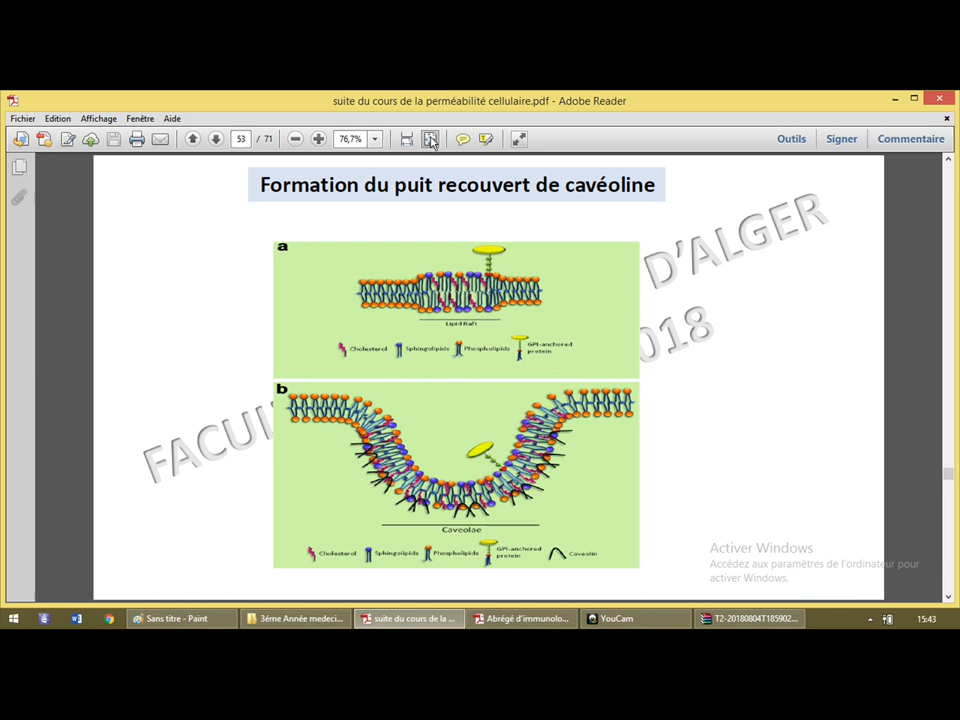 suite du cours de la perméabilité cellulaire.pdf - Adobe Reader
Fichier Edition Affichage Fenêtre Aide
53 / 71 76,7% Outils Signer Commentaire
Formation du puit recouvert de cavéoline
D'ALGER
2018
FACUL
a
Lipid Raft
Cholesterol Sphingolipids Phospholipids GPI-anchored protein
b
Caveolae
Cholesterol Sphingolipids Phospholipids GPI-anchored protein Caveolin
Activer Windows
Accédez aux paramètres de l'ordinateur pour
activer Windows.
Sans titre - Paint 3éme Année medeci... suite du cours de la ... Abrégé d'immunolo... YouCam T2-20180804T185902... 15:43